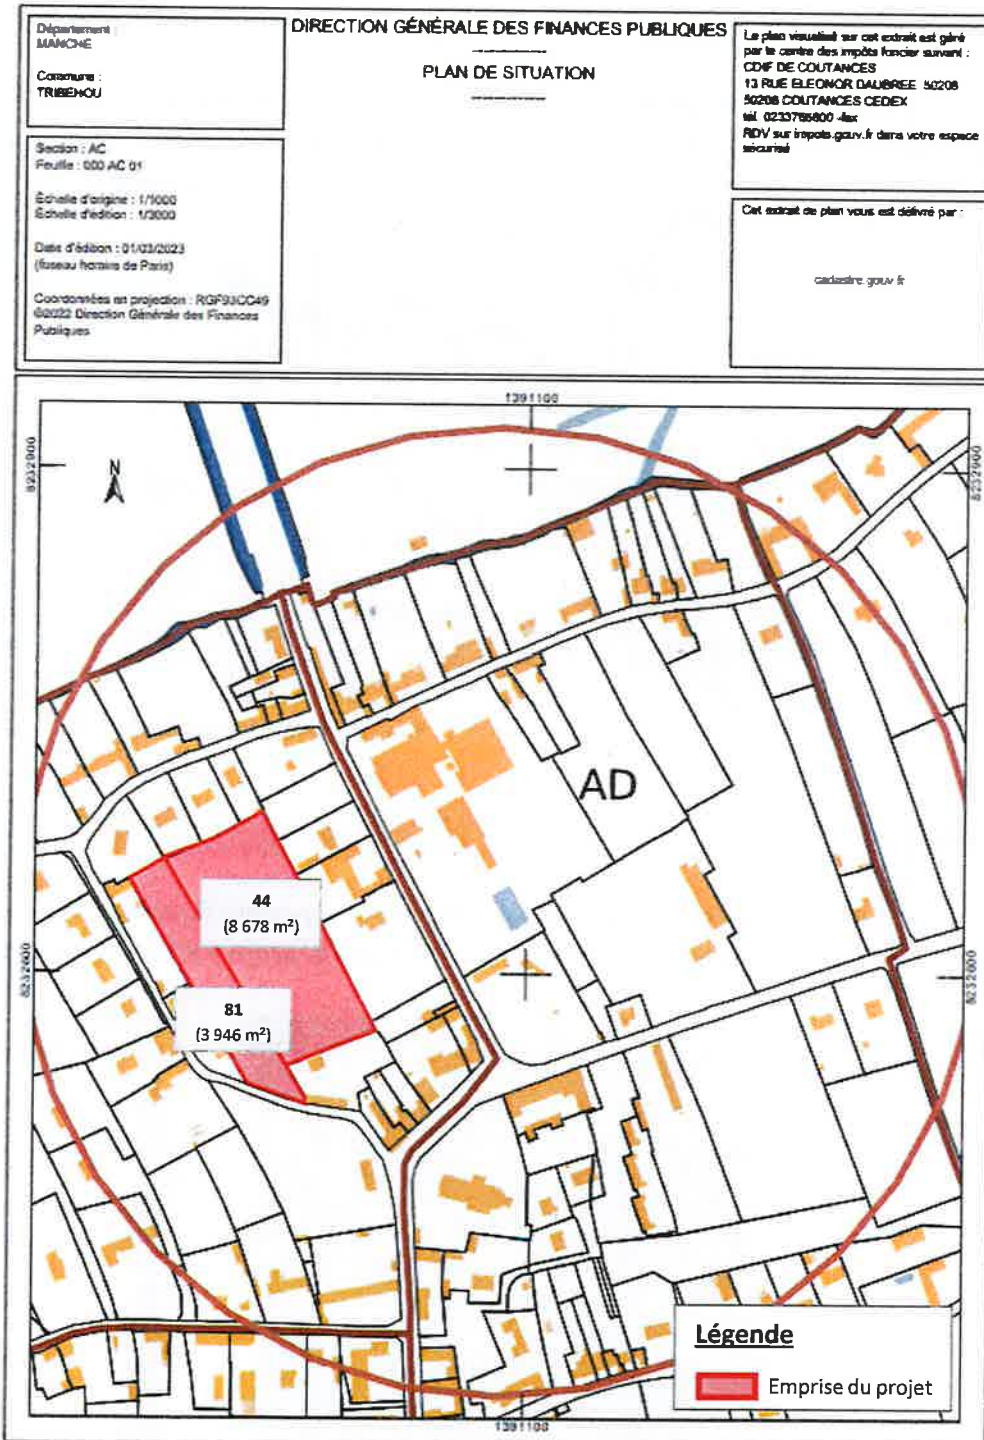 Département :
MANCHE
Commune :
TRIBEHOU
Section : AC
Feuille : 000 AC 01
Échelle d'origine : 1/1000
Échelle d'édition : 1/3000
Date d'édition : 01/03/2023
(fuseau horaire de Paris)
Coordonnées en projection : RGF93CC49
©2022 Direction Générale des Finances
Publiques
DIRECTION GÉNÉRALE DES FINANCES PUBLIQUES
PLAN DE SITUATION
Le plan visualisé sur cet extrait est géré
par le centre des impôts foncier suivant :
CDIF DE COUTANCES
13 RUE ELEONOR DAUBREE 50208
50208 COUTANCES CEDEX
tél. 0233766800 -fax
RDV sur impots.gouv.fr dans votre espace
sécurisé
Cet extrait de plan vous est délivré par :
cadastre.gouv.fr
1391100
8232900
8232900
N
AD
44
(8 678 m²)
8232600
8232600
81
(3 946 m²)
Légende
Emprise du projet
1391100